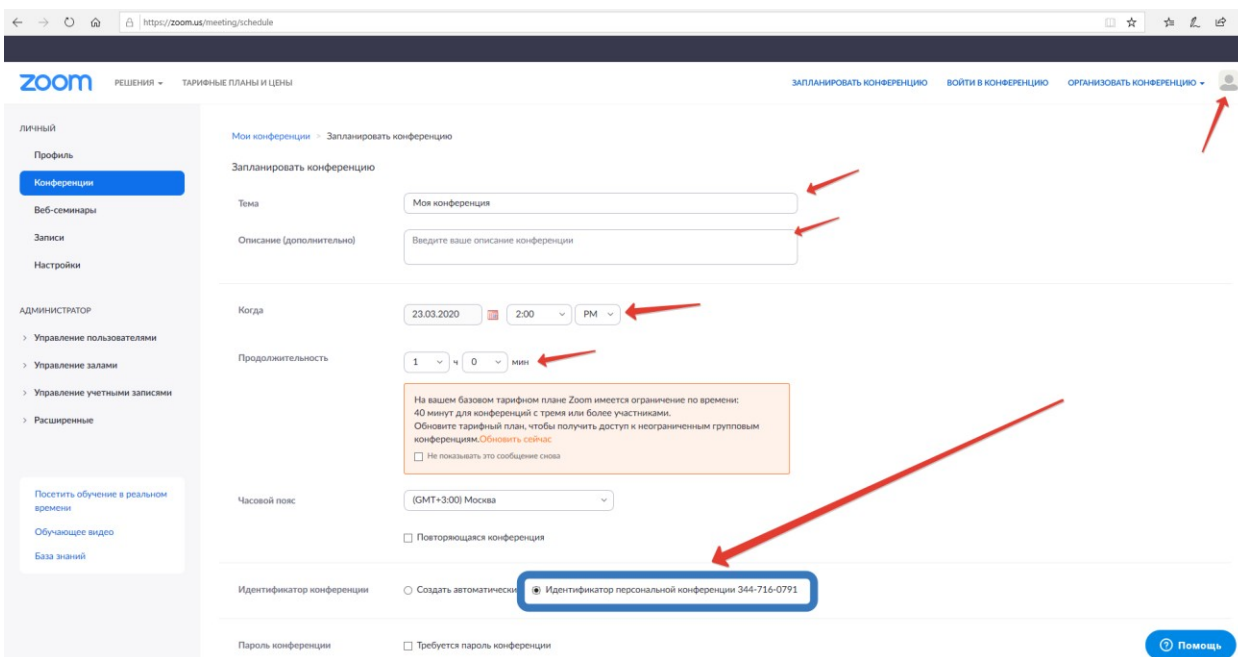 https://zoom.us/meeting/schedule
zoom РЕШЕНИЯ ТАРИФНЫЕ ПЛАНЫ И ЦЕНЫ ЗАПЛАНИРОВАТЬ КОНФЕРЕНЦИЮ ВОЙТИ В КОНФЕРЕНЦИЮ ОРГАНИЗОВАТЬ КОНФЕРЕНЦИЮ
ЛИЧНЫЙ
Профиль
Конференции
Веб-семинары
Записи
Настройки
АДМИНИСТРАТОР
> Управление пользователями
> Управление залами
> Управление учетными записями
> Расширенные
Посетить обучение в реальном
времени
Обучающее видео
База знаний
Мои конференции > Запланировать конференцию
Запланировать конференцию
Тема Моя конференция
Описание (дополнительно) Введите ваше описание конференции
Когда 23.03.2020 2:00 PM
Продолжительность 1 ч 0 мин
На вашем базовом тарифном плане Zoom имеется ограничение по времени:
40 минут для конференций с тремя или более участниками.
Обновите тарифный план, чтобы получить доступ к неограниченным групповым
конференциям.Обновить сейчас
Не показывать это сообщение снова
Часовой пояс (GMT+3:00) Москва
Повторяющаяся конференция
Идентификатор конференции Создать автоматически Идентификатор персональной конференции 344-716-0791
Пароль конференции Требуется пароль конференции
Помощь